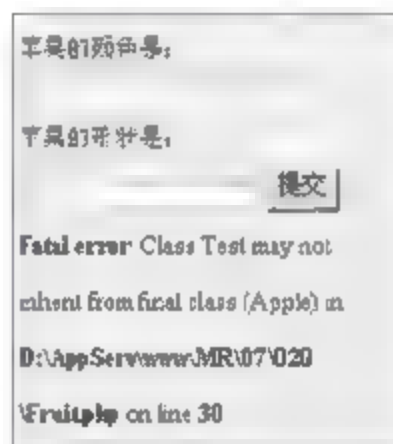 苹果的颜色是：
苹果的形状是：
提交
Fatal error: Class Test may not
inherit from final class (Apple) in
D:\AppServ\www\MR\07\020
\Fruit.php on line 30